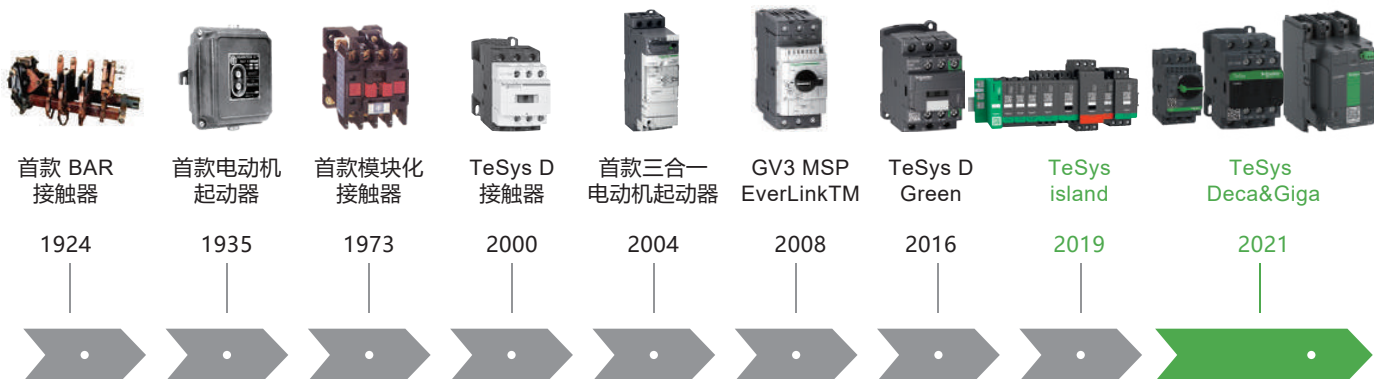 首款 BAR
接触器
1924
首款电动机
起动器
1935
首款模块化
接触器
1973
TeSys D
接触器
2000
首款三合一
电动机起动器
2004
GV3 MSP
EverLinkTM
2008
TeSys D
Green
2016
TeSys
island
2019
TeSys
Deca&Giga
2021